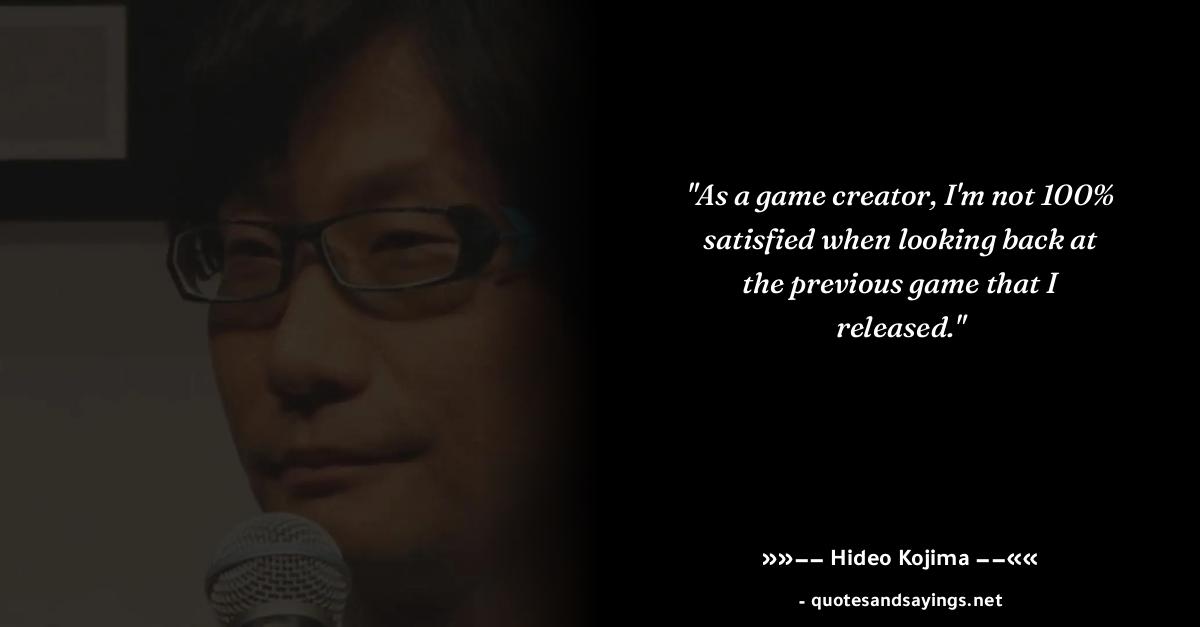 "As a game creator, I'm not 100%
satisfied when looking back at
the previous game that I
released."
»»−− Hideo Kojima −−««
- quotesandsayings.net